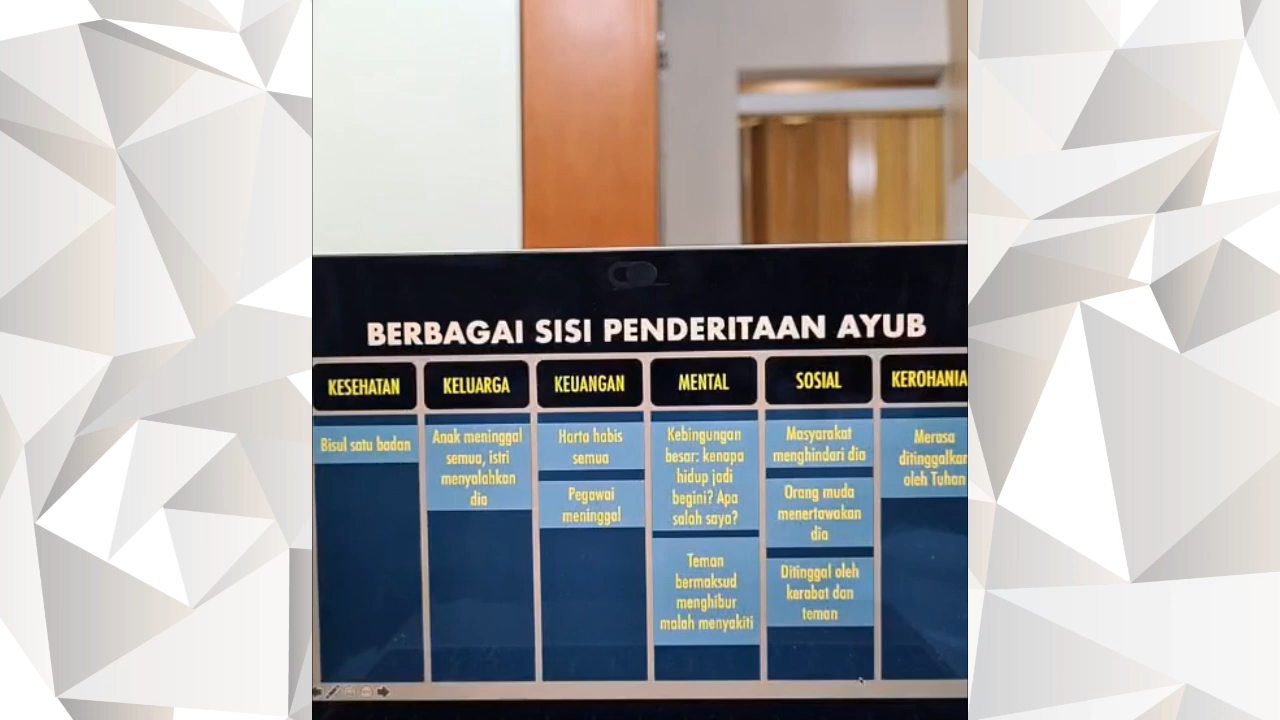 BERBAGAI SISI PENDERITAAN AYUB
KESEHATAN
Bisul satu badan
KELUARGA
Anak meninggal
semua, istri
menyalahkan
dia
KEUANGAN
Harta habis
semua
Pegawai
meninggal
MENTAL
Kebingungan
besar: kenapa
hidup jadi
begini? Apa
salah saya?
Teman
bermaksud
menghibur
malah menyakiti
SOSIAL
Masyarakat
menghindari dia
Orang muda
menertawakan
dia
Ditinggal oleh
kerabat dan
teman
KEROHANIA
Merasa
ditinggalkan
oleh Tuhan